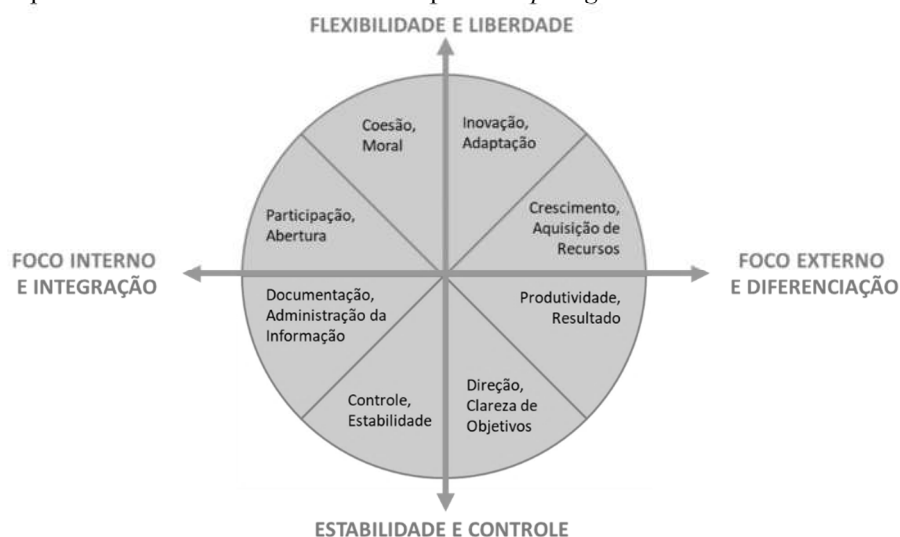 FLEXIBILIDADE E LIBERDADE
Coesão,
Moral
Inovação,
Adaptação
Participação,
Abertura
Crescimento,
Aquisição de
Recursos
FOCO INTERNO
E INTEGRAÇÃO
FOCO EXTERNO
E DIFERENCIAÇÃO
Documentação,
Administração da
Informação
Produtividade,
Resultado
Controle,
Estabilidade
Direção,
Clareza de
Objetivos
ESTABILIDADE E CONTROLE